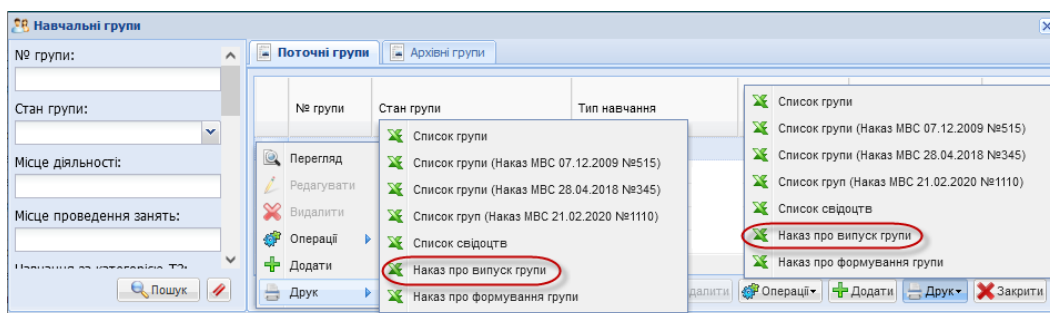 Навчальні групи
№ групи:
Стан групи:
Місце діяльності:
Місце проведення занять:
Пошук
Поточні групи
Архівні групи
№ групи
Стан групи
Тип навчання
Перегляд
Редагувати
Видалити
Операції
Додати
Друк
Список групи
Список групи (Наказ МВС 07.12.2009 №515)
Список групи (Наказ МВС 28.04.2018 №345)
Список груп (Наказ МВС 21.02.2020 №1110)
Список свідоцтв
Наказ про випуск групи
Наказ про формування групи
Список групи
Список групи (Наказ МВС 07.12.2009 №515)
Список групи (Наказ МВС 28.04.2018 №345)
Список груп (Наказ МВС 21.02.2020 №1110)
Список свідоцтв
Наказ про випуск групи
Наказ про формування групи
Операції
Додати
Друк
Закрити